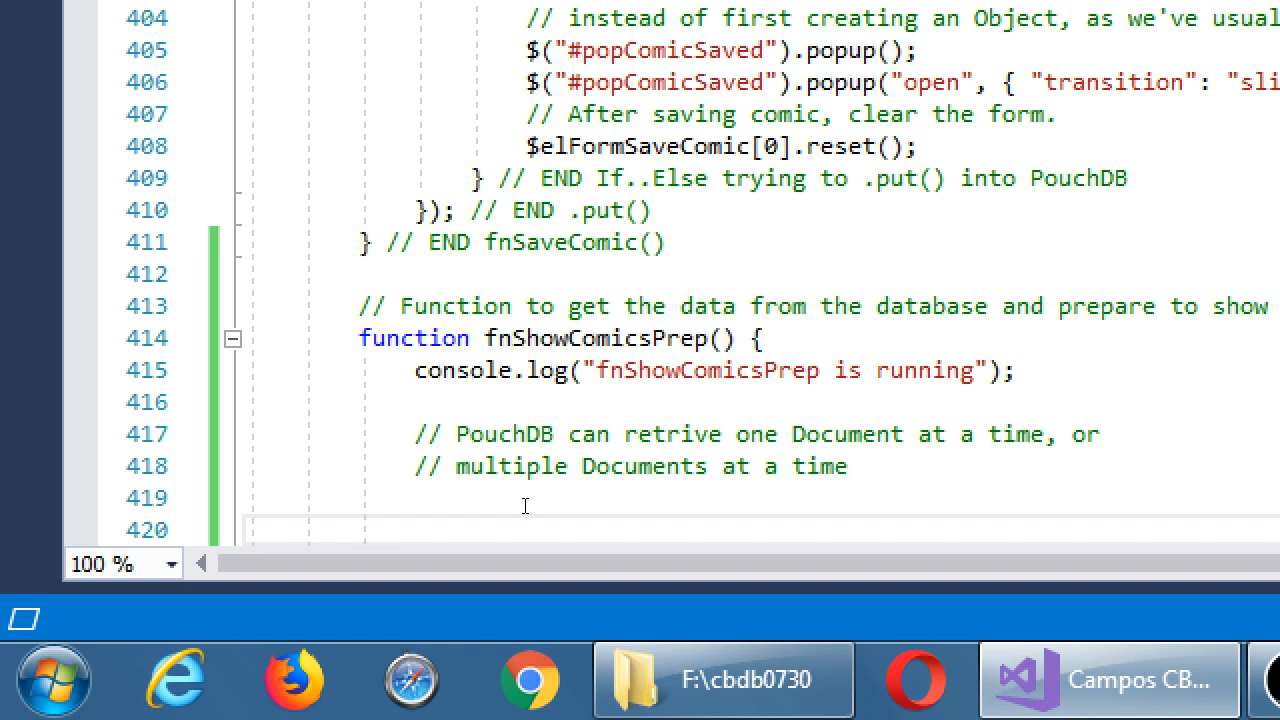 404 // instead of first creating an Object, as we've usual
405 $("#popComicSaved").popup();
406 $("#popComicSaved").popup("open", { "transition": "sli
407 // After saving comic, clear the form.
408 $elFormSaveComic[0].reset();
409 } // END If..Else trying to .put() into PouchDB
410 }); // END .put()
411 } // END fnSaveComic()
412
413 // Function to get the data from the database and prepare to show
414 function fnShowComicsPrep() {
415 console.log("fnShowComicsPrep is running");
416
417 // PouchDB can retrive one Document at a time, or
418 // multiple Documents at a time
419
420
100 %
F:\cbdb0730 Campos CB...